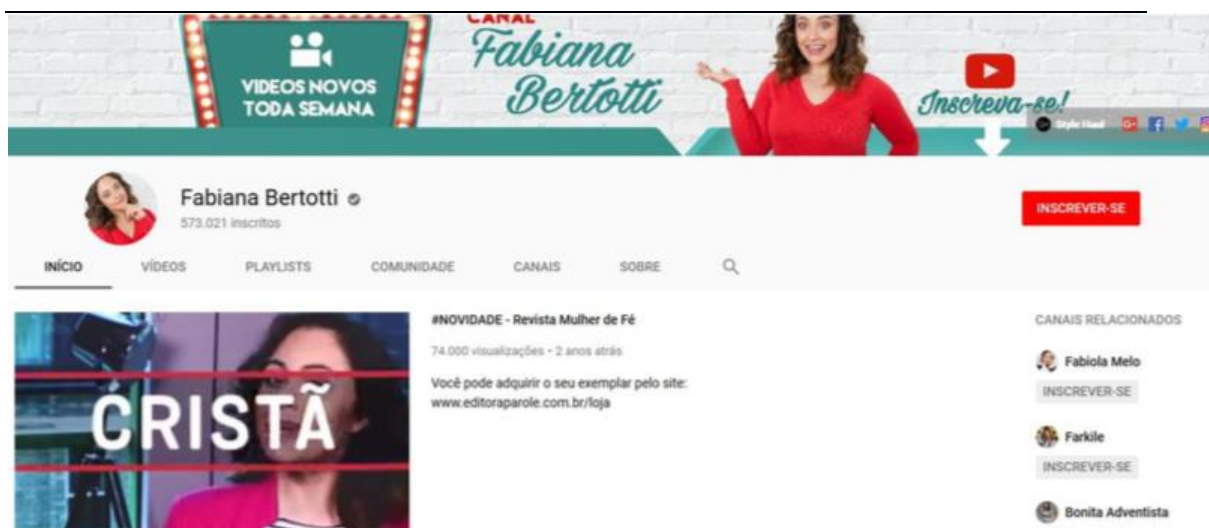 CANAL
Fabiana
Bertotti
VIDEOS NOVOS
TODA SEMANA
Inscreva-se!
Style Haul
Fabiana Bertotti
573.021 inscritos
INSCREVER-SE
INÍCIO VÍDEOS PLAYLISTS COMUNIDADE CANAIS SOBRE
CRISTÃ
#NOVIDADE - Revista Mulher de Fé
74.000 visualizações • 2 anos atrás
Você pode adquirir o seu exemplar pelo site:
www.editoraparole.com.br/loja
CANAIS RELACIONADOS
Fabiola Melo
INSCREVER-SE
Farkile
INSCREVER-SE
Bonita Adventista